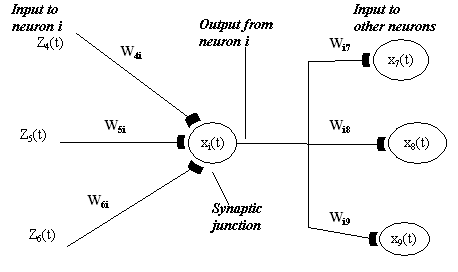 Input to
neuron i
Output from
neuron i
Input to
other neurons
Z4(t)
W4i
Wi7
x7(t)
Z5(t)
W5i
xi(t)
Wi8
x8(t)
W6i
Synaptic
junction
Wi9
Z6(t)
x9(t)